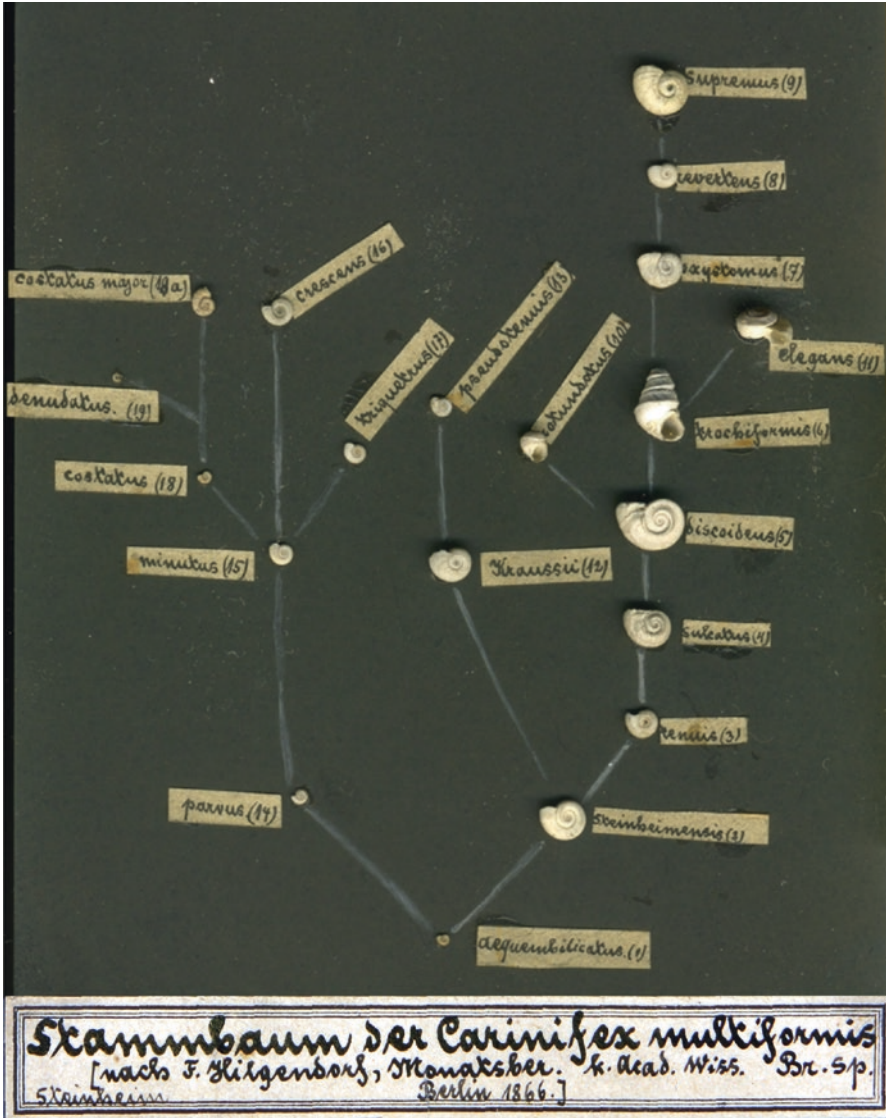 Supremus (9)
revertens (8)
oxystomus (7)
crescens (16)
costatus major (18a)
pseudotenuis (13)
triquetrus (17)
rotundatus (10)
elegans (11)
denudatus. (19)
trochiformis (6)
costatus (18)
discoideus (5)
minutus (15)
Kraussii (12)
sulcatus (4)
tenuis (3)
parvus (14)
steinheimensis (2)
aequembilicatus. (1)
Stammbaum der Carinifex multiformis
[nach F. Hilgendorf, Monatsber. k. Acad. Wiss. Br. sp.
Steinheim Berlin 1866.]